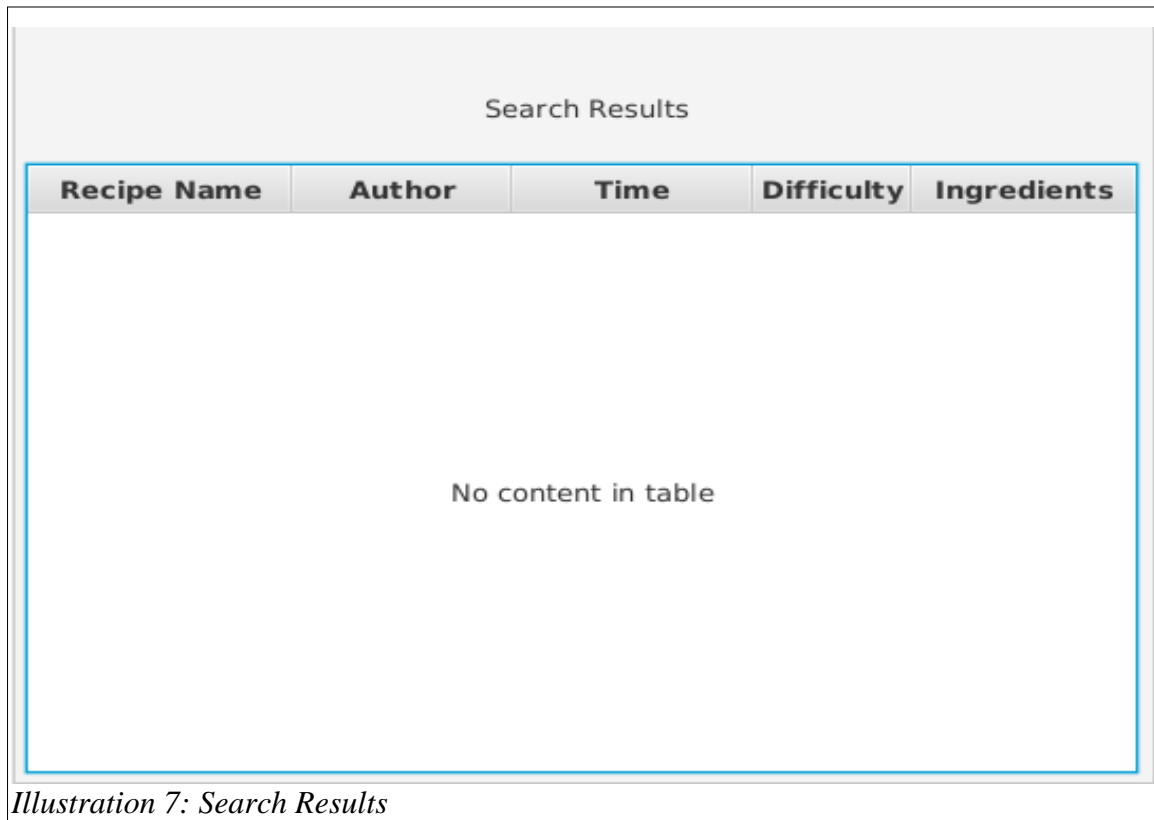 Search Results
Recipe Name Author Time Difficulty Ingredients
No content in table
Illustration 7: Search Results